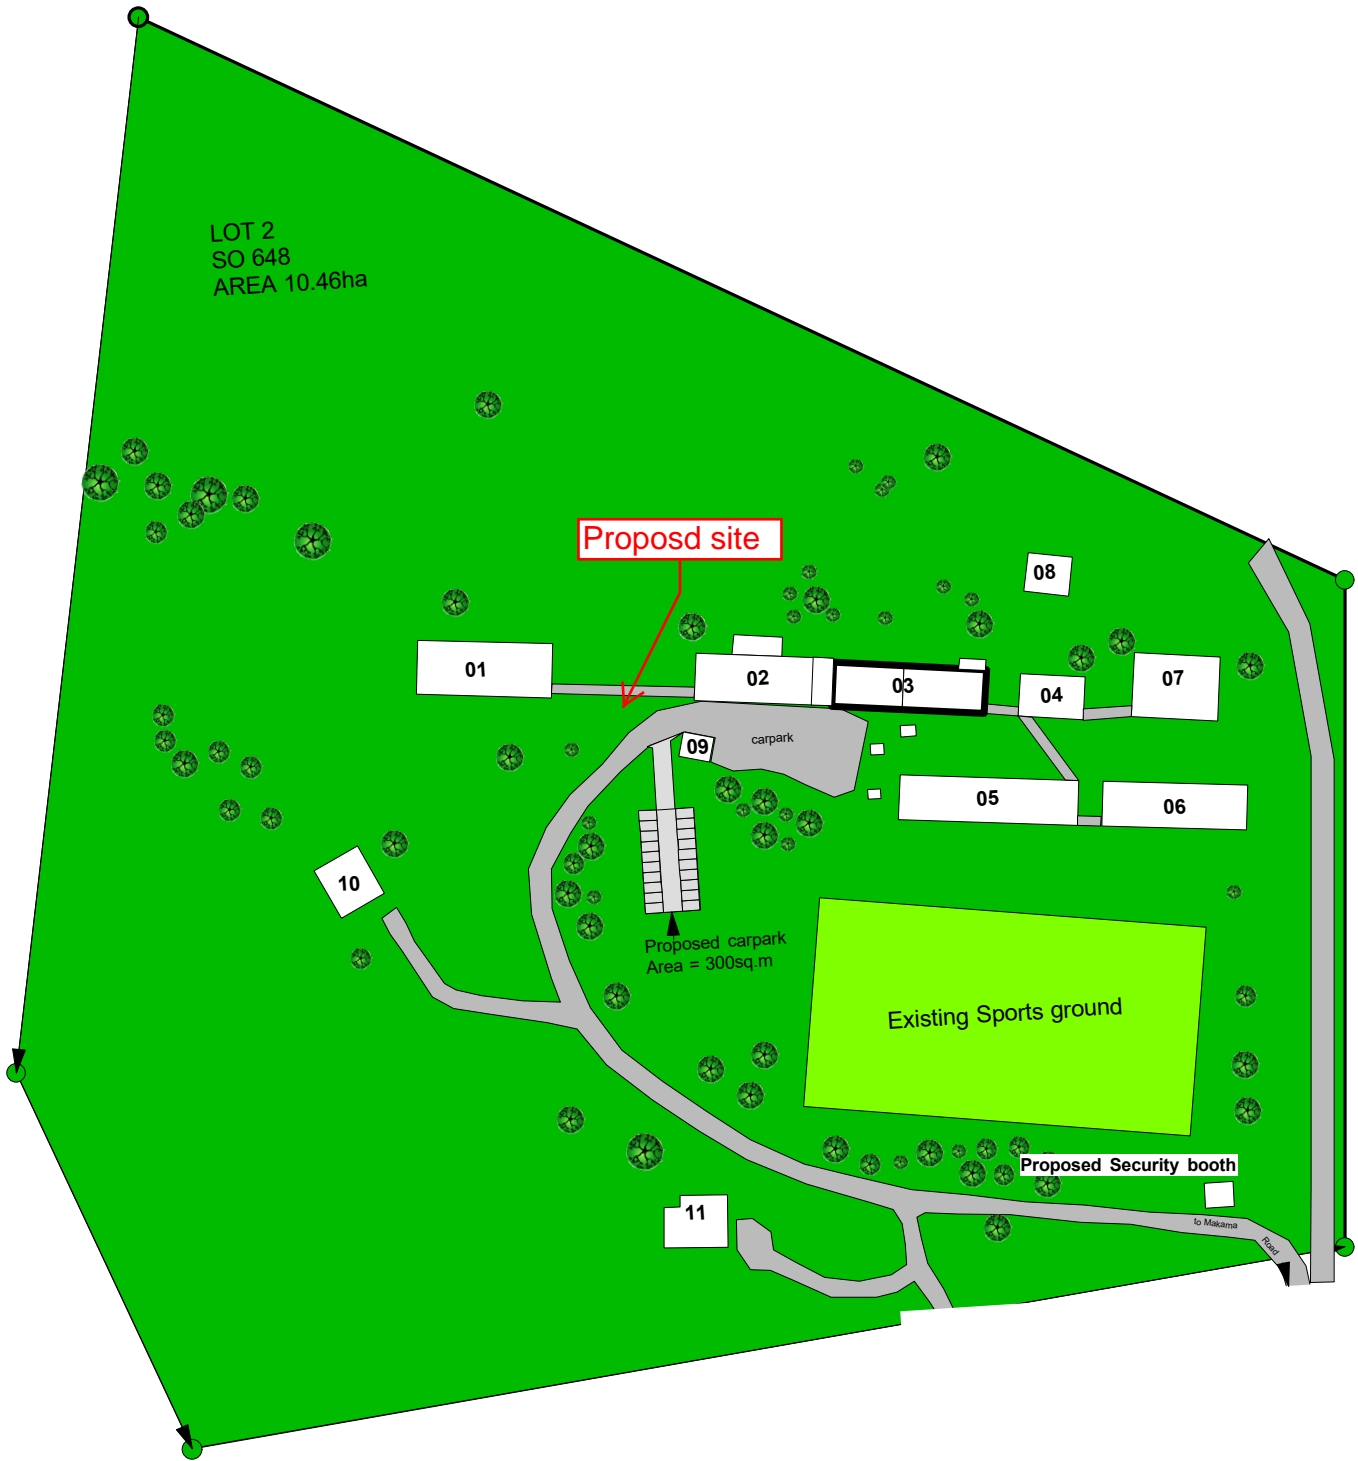 LOT 2
SO 648
AREA 10.46ha
Proposd site
08
01
02
03
04
07
09
carpark
05
06
10
Proposed carpark
Area = 300sq.m
Existing Sports ground
Proposed Security booth
11
to Makama
Road